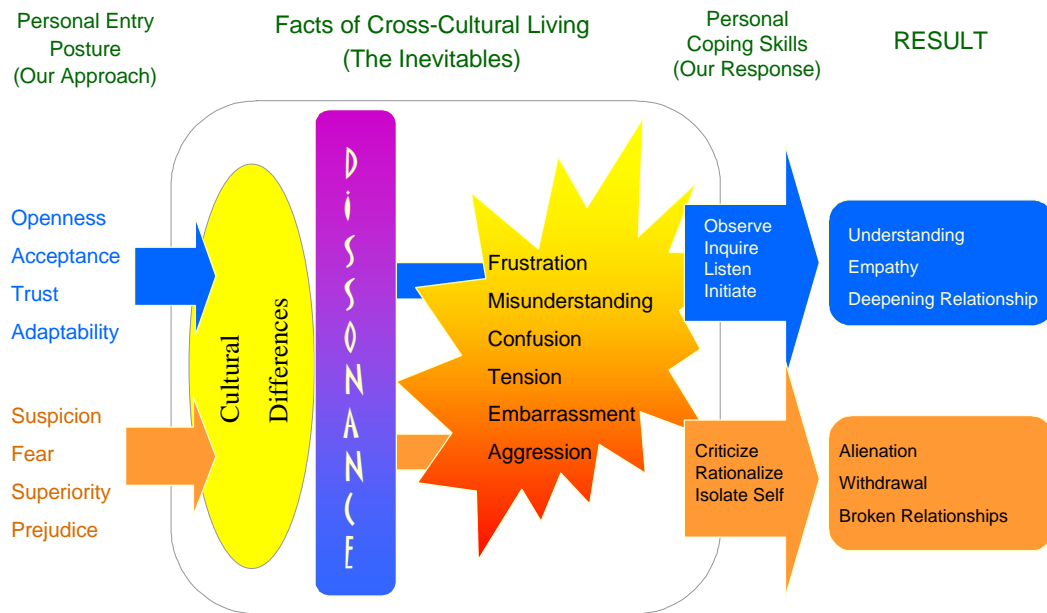 Personal Entry
Posture
(Our Approach)
Facts of Cross-Cultural Living
(The Inevitables)
Personal
Coping Skills
(Our Response)
RESULT
Openness
Acceptance
Trust
Adaptability
Suspicion
Fear
Superiority
Prejudice
Cultural
Differences
DISSONANCE
Frustration
Misunderstanding
Confusion
Tension
Embarrassment
Aggression
Observe
Inquire
Listen
Initiate
Criticize
Rationalize
Isolate Self
Understanding
Empathy
Deepening Relationship
Alienation
Withdrawal
Broken Relationships